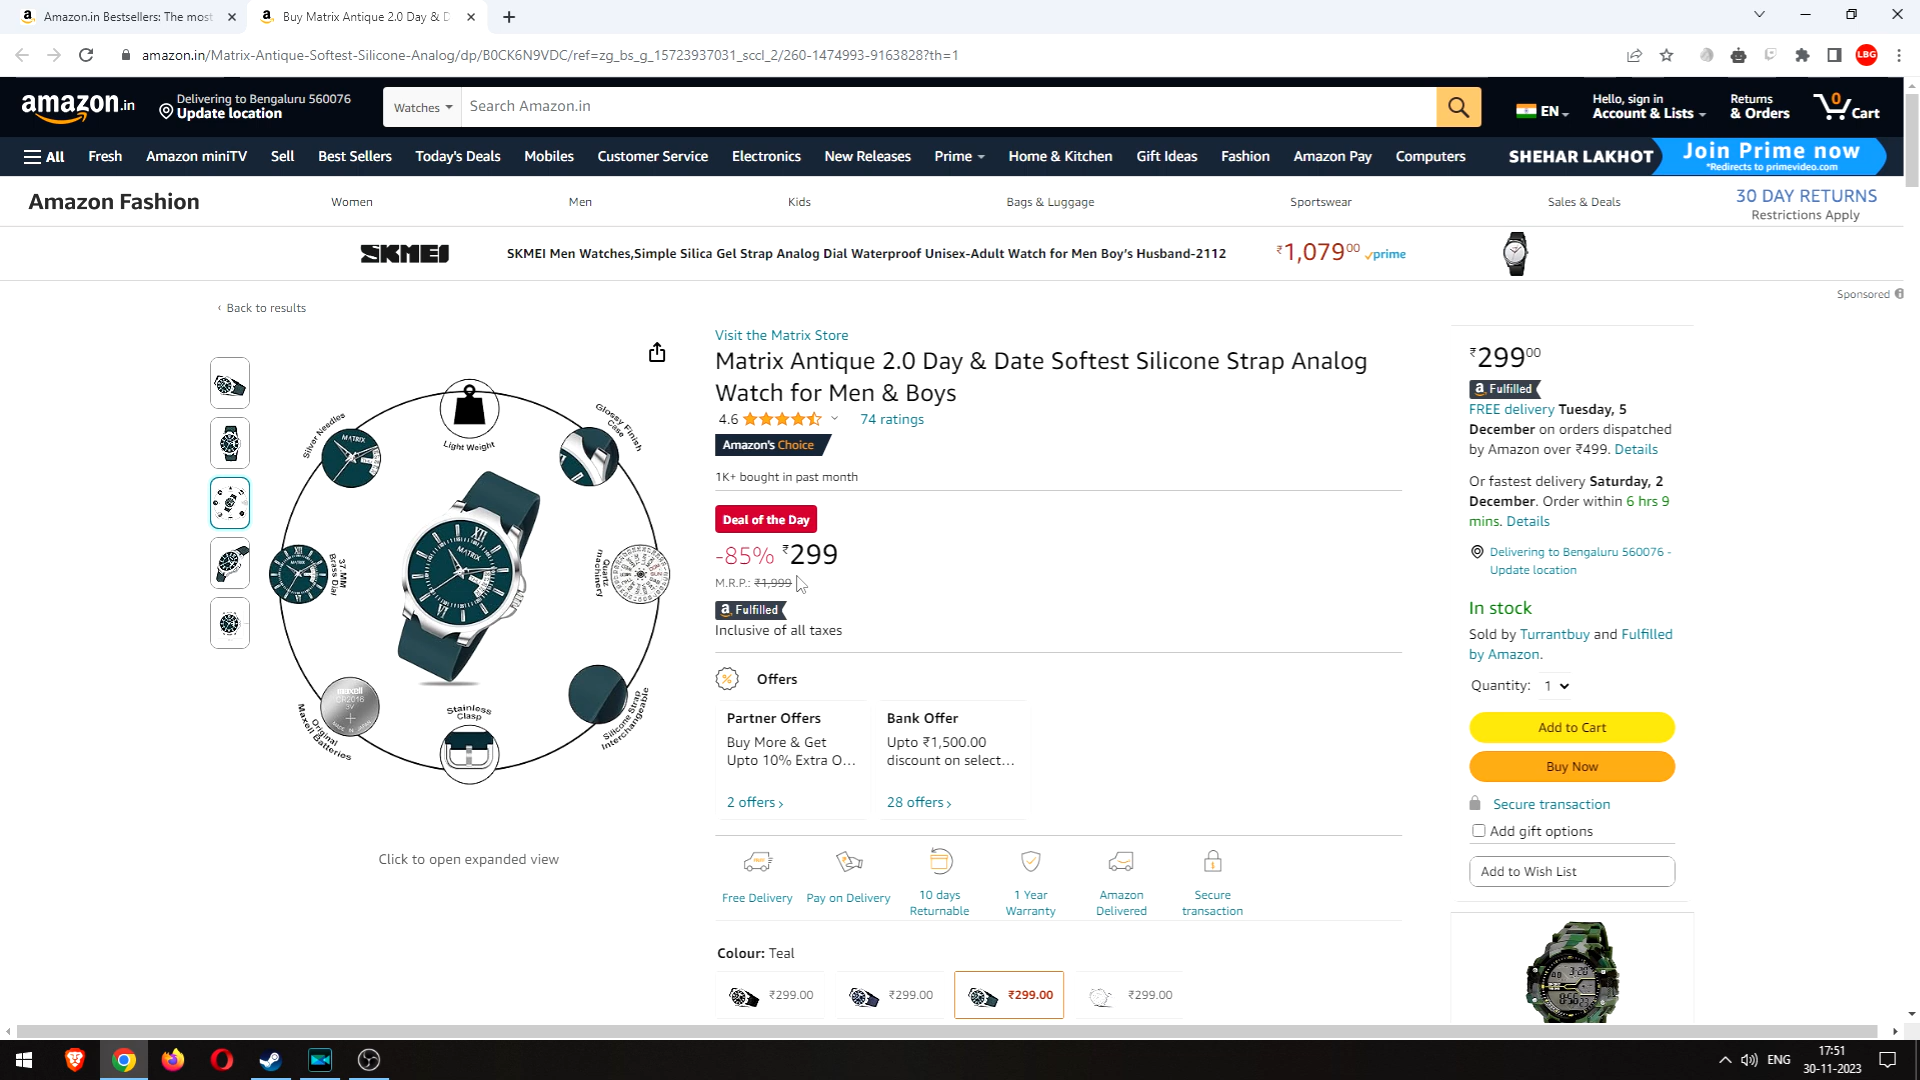 Amazon.in Bestsellers: The most
Buy Matrix Antique 2.0 Day & D
amazon.in/Matrix-Antique-Softest-Silicone-Analog/dp/B0CK6N9VDC/ref=zg_bs_g_15723937031_sccl_2/260-1474993-9163828?th=1
LBG
amazon.in
Delivering to Bengaluru 560076
Update location
Watches
Search Amazon.in
EN
Hello, sign in
Account & Lists
Returns
& Orders
0
Cart
All
Fresh
Amazon miniTV
Sell
Best Sellers
Today's Deals
Mobiles
Customer Service
Electronics
New Releases
Prime
Home & Kitchen
Gift Ideas
Fashion
Amazon Pay
Computers
SHEHAR LAKHOT
Join Prime now
*Redirects to primevideo.com
Amazon Fashion
Women
Men
Kids
Bags & Luggage
Sportswear
Sales & Deals
30 DAY RETURNS
Restrictions Apply
SKMEI
SKMEI Men Watches,Simple Silica Gel Strap Analog Dial Waterproof Unisex-Adult Watch for Men Boy's Husband-2112
₹1,07900
prime
Sponsored
‹ Back to results
Light Weight
Glossy Finish
Case
Quartz
machinery
Silicone Strap
Interchangeable
Stainless
Clasp
Original
Maxell Batteries
maxell
CR2016
3V
37 MM
Brass Dial
Silver Needles
MATRIX
MATRIX
Click to open expanded view
Visit the Matrix Store
Matrix Antique 2.0 Day & Date Softest Silicone Strap Analog
Watch for Men & Boys
4.6
74 ratings
Amazon's Choice
1K+ bought in past month
Deal of the Day
-85% ₹299
M.R.P.: ₹1,999
a Fulfilled
Inclusive of all taxes
Offers
Partner Offers
Buy More & Get
Upto 10% Extra O...
2 offers ›
Bank Offer
Upto ₹1,500.00
discount on select...
28 offers ›
Free Delivery
Pay on Delivery
10 days
Returnable
1 Year
Warranty
Amazon
Delivered
Secure
transaction
Colour: Teal
₹299.00
₹299.00
₹299.00
₹299.00
₹29900
a Fulfilled
FREE delivery Tuesday, 5
December on orders dispatched
by Amazon over ₹499. Details
Or fastest delivery Saturday, 2
December. Order within 6 hrs 9
mins. Details
Delivering to Bengaluru 560076 -
Update location
In stock
Sold by Turrantbuy and Fulfilled
by Amazon.
Quantity: 1
Add to Cart
Buy Now
Secure transaction
Add gift options
Add to Wish List
ENG
17:51
30-11-2023